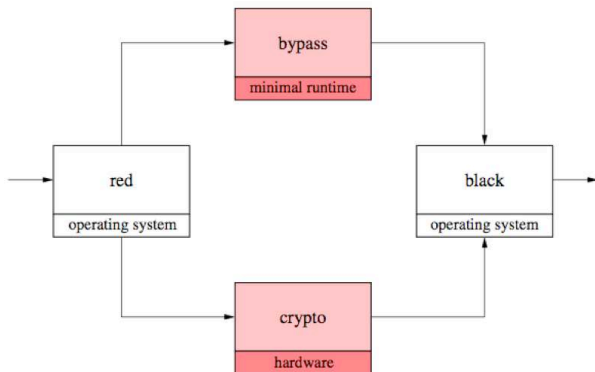 bypass
minimal runtime
red
operating system
black
operating system
crypto
hardware